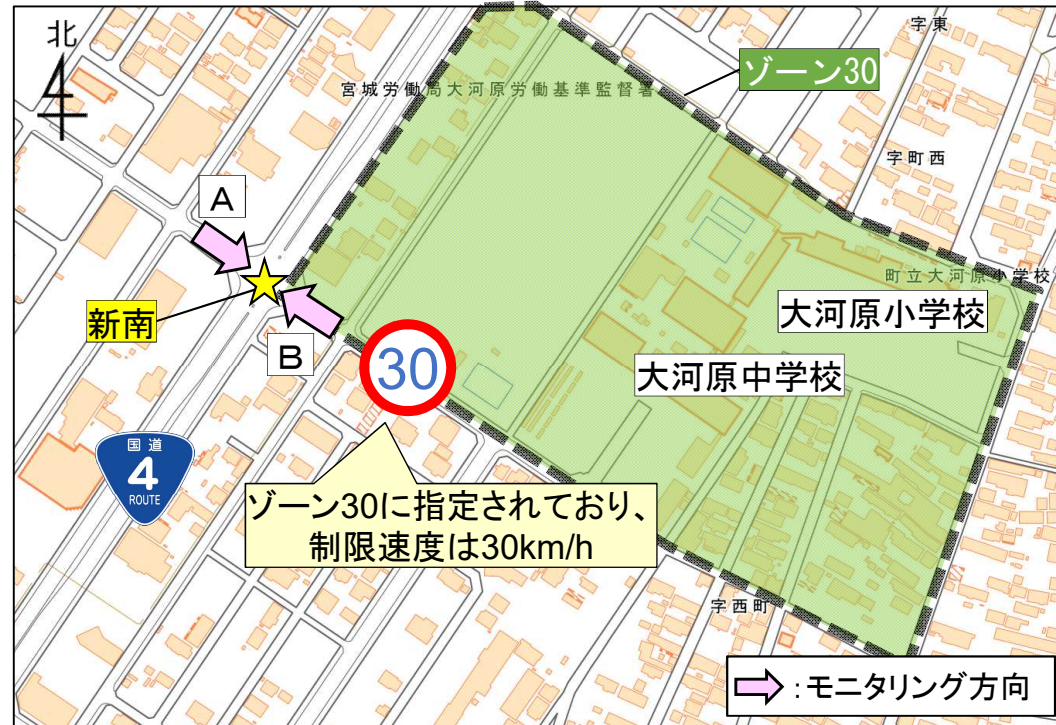 北
字東
ゾーン30
宮城労働局大河原労働基準監督署
字町西
A
町立大河原小学校
新南
大河原小学校
B
30
大河原中学校
国道
4
ROUTE
ゾーン30に指定されており、
制限速度は30km/h
字西町
:モニタリング方向